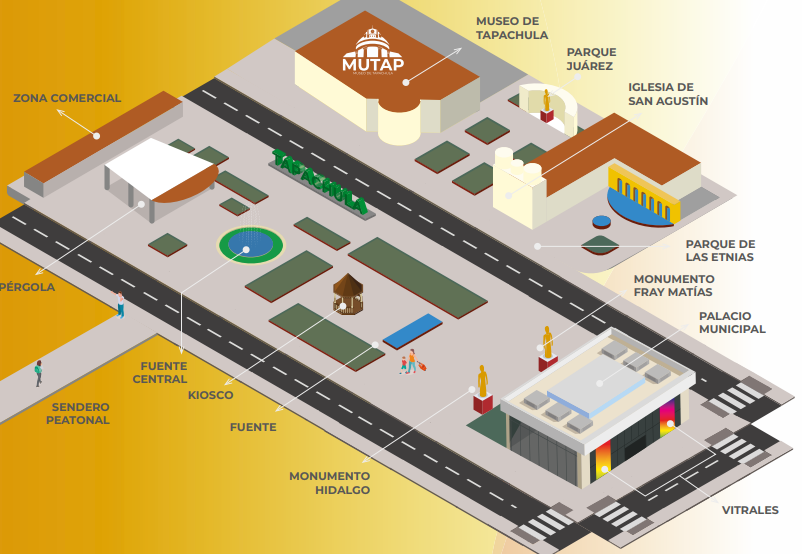 MUSEO DE
TAPACHULA
MUTAP
PARQUE
JUÁREZ
IGLESIA DE
SAN AGUSTÍN
ZONA COMERCIAL
TAPACHULA
PARQUE DE
LAS ETNIAS
MONUMENTO
FRAY MATÍAS
PÉRGOLA
PALACIO
MUNICIPAL
FUENTE
CENTRAL
KIOSCO
SENDERO
PEATONAL
FUENTE
MONUMENTO
HIDALGO
VITRALES